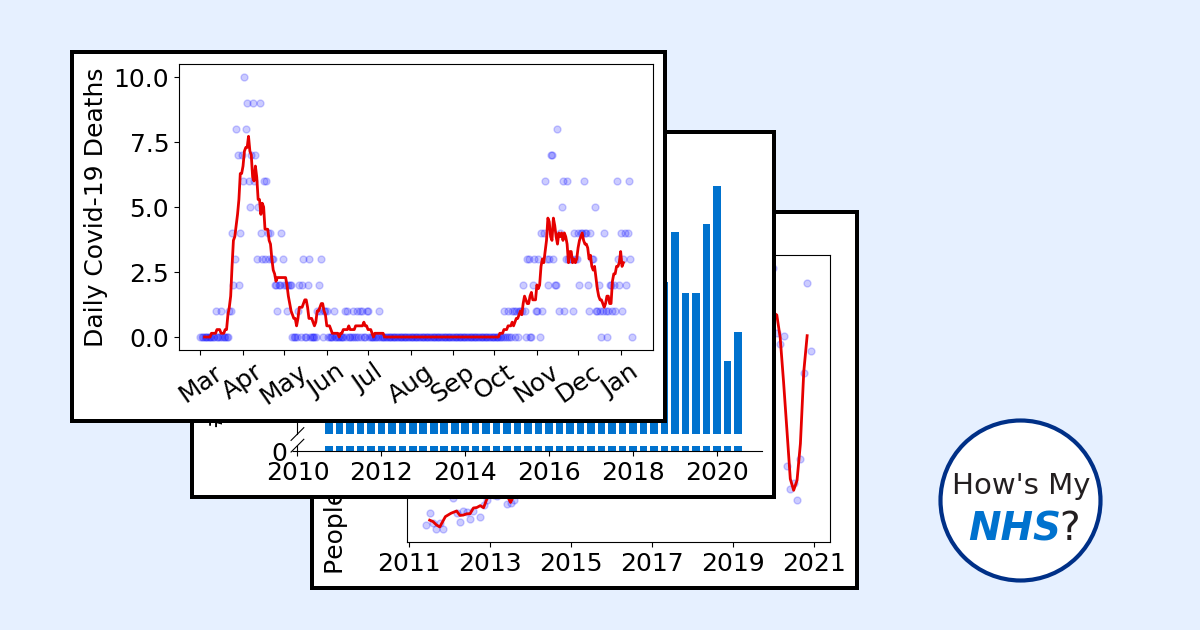 Daily Covid-19 Deaths
10.0
7.5
5.0
2.5
0.0
Mar Apr May Jun Jul Aug Sep Oct Nov Dec Jan
0
2010 2012 2014 2016 2018 2020
People
2011 2013 2015 2017 2019 2021
How's My
NHS?